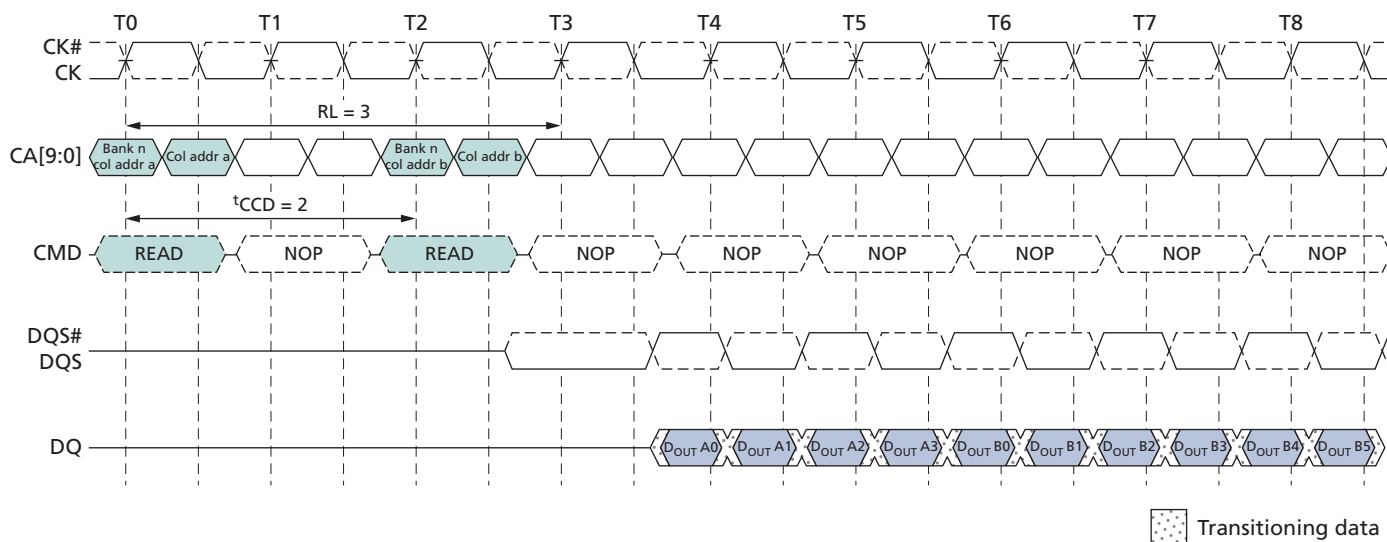 T0 T1 T2 T3 T4 T5 T6 T7 T8
CK#
CK
RL = 3
CA[9:0]
Bank n
col addr a
Col addr a
Bank n
col addr b
Col addr b
tCCD = 2
CMD READ NOP READ NOP NOP NOP NOP NOP NOP
DQS#
DQS
DQ DOUT A0 DOUT A1 DOUT A2 DOUT A3 DOUT B0 DOUT B1 DOUT B2 DOUT B3 DOUT B4 DOUT B5
Transitioning data